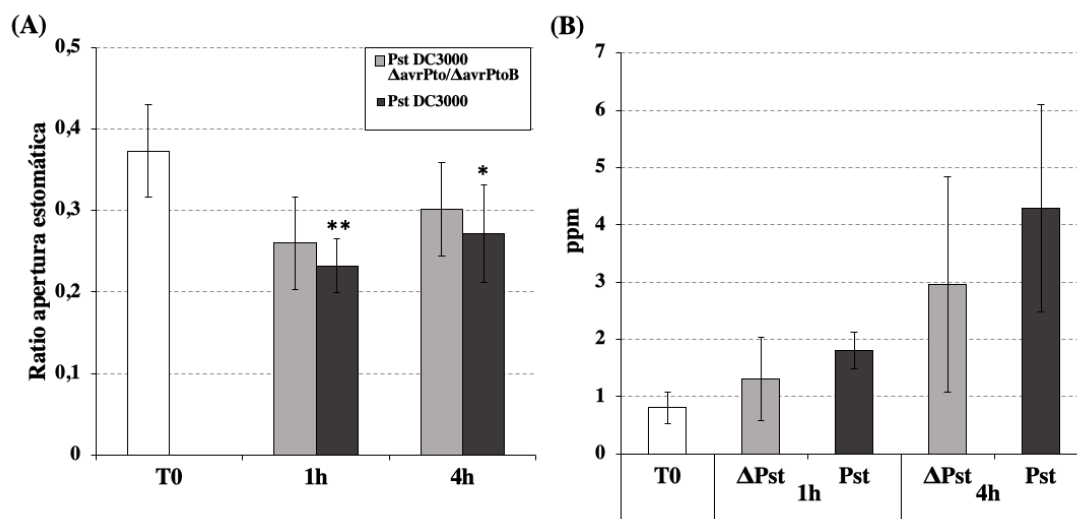 (A)
Ratio apertura estomática
0,5
0,4
0,3
0,2
0,1
0
Pst DC3000
ΔavrPto/ΔavrPtoB
Pst DC3000
**
*
T0
1h
4h
(B)
ppm
7
6
5
4
3
2
1
0
T0
ΔPst
Pst
ΔPst
Pst
1h
4h